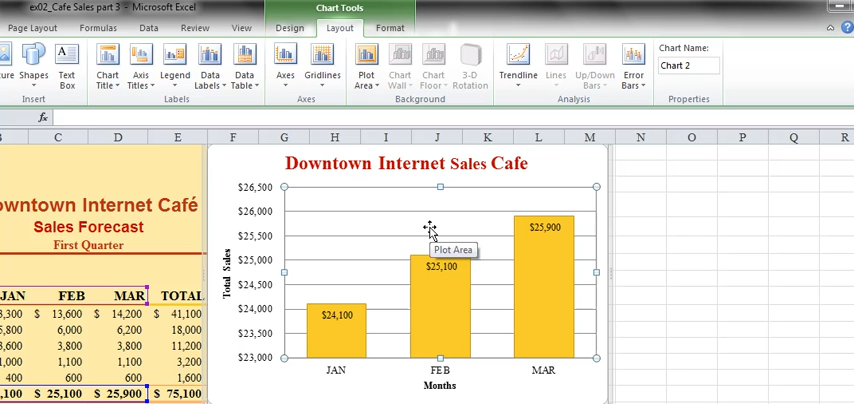 ex02_Cafe Sales part 3 - Microsoft Excel
Chart Tools
Page Layout Formulas Data Review View Design Layout Format
Shapes Text Box Chart Title Axis Titles Legend Data Labels Data Table Axes Gridlines Plot Area Chart Wall Chart Floor 3-D Rotation Trendline Lines Up/Down Bars Error Bars
Chart Name:
Chart 2
Insert Labels Axes Background Analysis Properties
fx
C D E F G H I J K L M N O P Q R
Downtown Internet Sales Cafe
$26,500
$26,000
$25,500
$25,000
$24,500
$24,000
$23,500
$23,000
Total Sales
$24,100
$25,100
$25,900
Plot Area
JAN FEB MAR
Months
wntown Internet Café
Sales Forecast
First Quarter
JAN FEB MAR TOTAL
3,300 $ 13,600 $ 14,200 $ 41,100
5,800 6,000 6,200 18,000
3,600 3,800 3,800 11,200
1,000 1,100 1,100 3,200
400 600 600 1,600
,100 $ 25,100 $ 25,900 $ 75,100